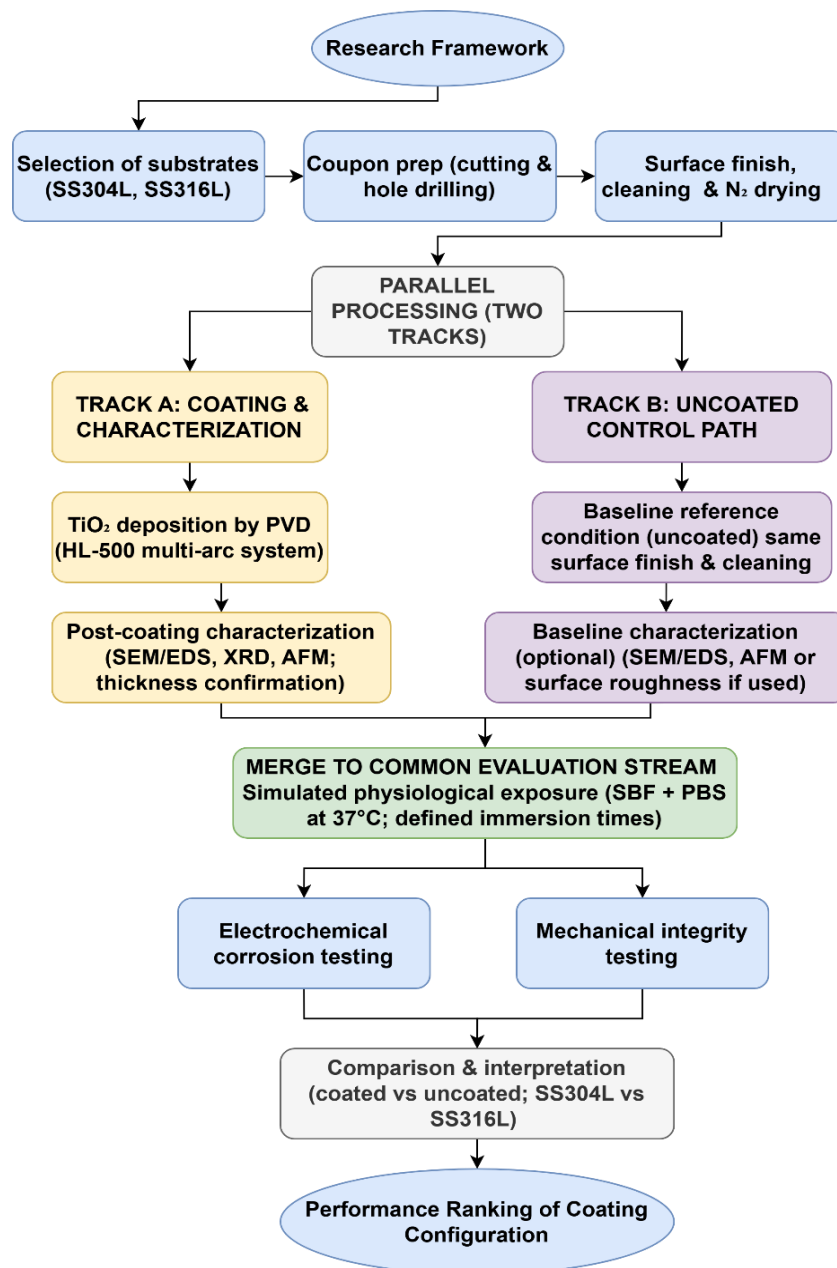 Research Framework
Selection of substrates
(SS304L, SS316L)
Coupon prep (cutting &
hole drilling)
Surface finish,
cleaning & N₂ drying
PARALLEL
PROCESSING (TWO
TRACKS)
TRACK A: COATING &
CHARACTERIZATION
TRACK B: UNCOATED
CONTROL PATH
TiO₂ deposition by PVD
(HL-500 multi-arc system)
Baseline reference
condition (uncoated) same
surface finish & cleaning
Post-coating characterization
(SEM/EDS, XRD, AFM;
thickness confirmation)
Baseline characterization
(optional) (SEM/EDS, AFM or
surface roughness if used)
MERGE TO COMMON EVALUATION STREAM
Simulated physiological exposure (SBF + PBS
at 37°C; defined immersion times)
Electrochemical
corrosion testing
Mechanical integrity
testing
Comparison & interpretation
(coated vs uncoated; SS304L vs
SS316L)
Performance Ranking of Coating
Configuration